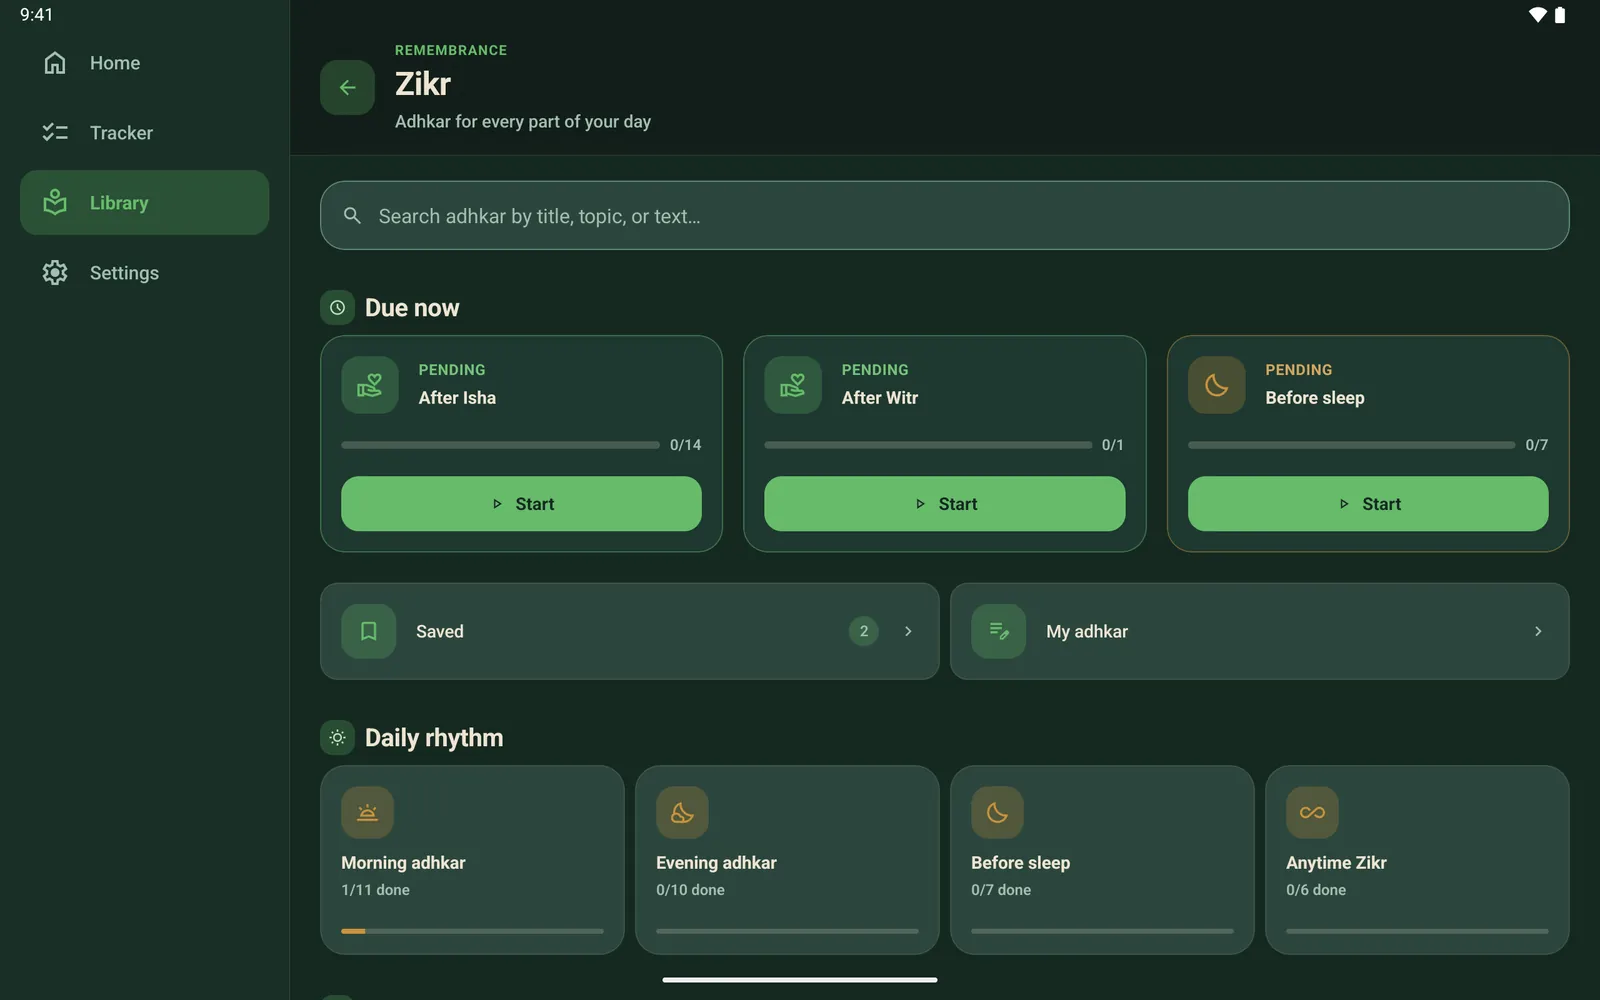 9:41
Home
Tracker
Library
Settings
REMEMBRANCE
Zikr
Adhkar for every part of your day
Search adhkar by title, topic, or text...
Due now
PENDING
After Isha
0/14
Start
PENDING
After Witr
0/1
Start
PENDING
Before sleep
0/7
Start
Saved
2
My adhkar
Daily rhythm
Morning adhkar
1/11 done
Evening adhkar
0/10 done
Before sleep
0/7 done
Anytime Zikr
0/6 done